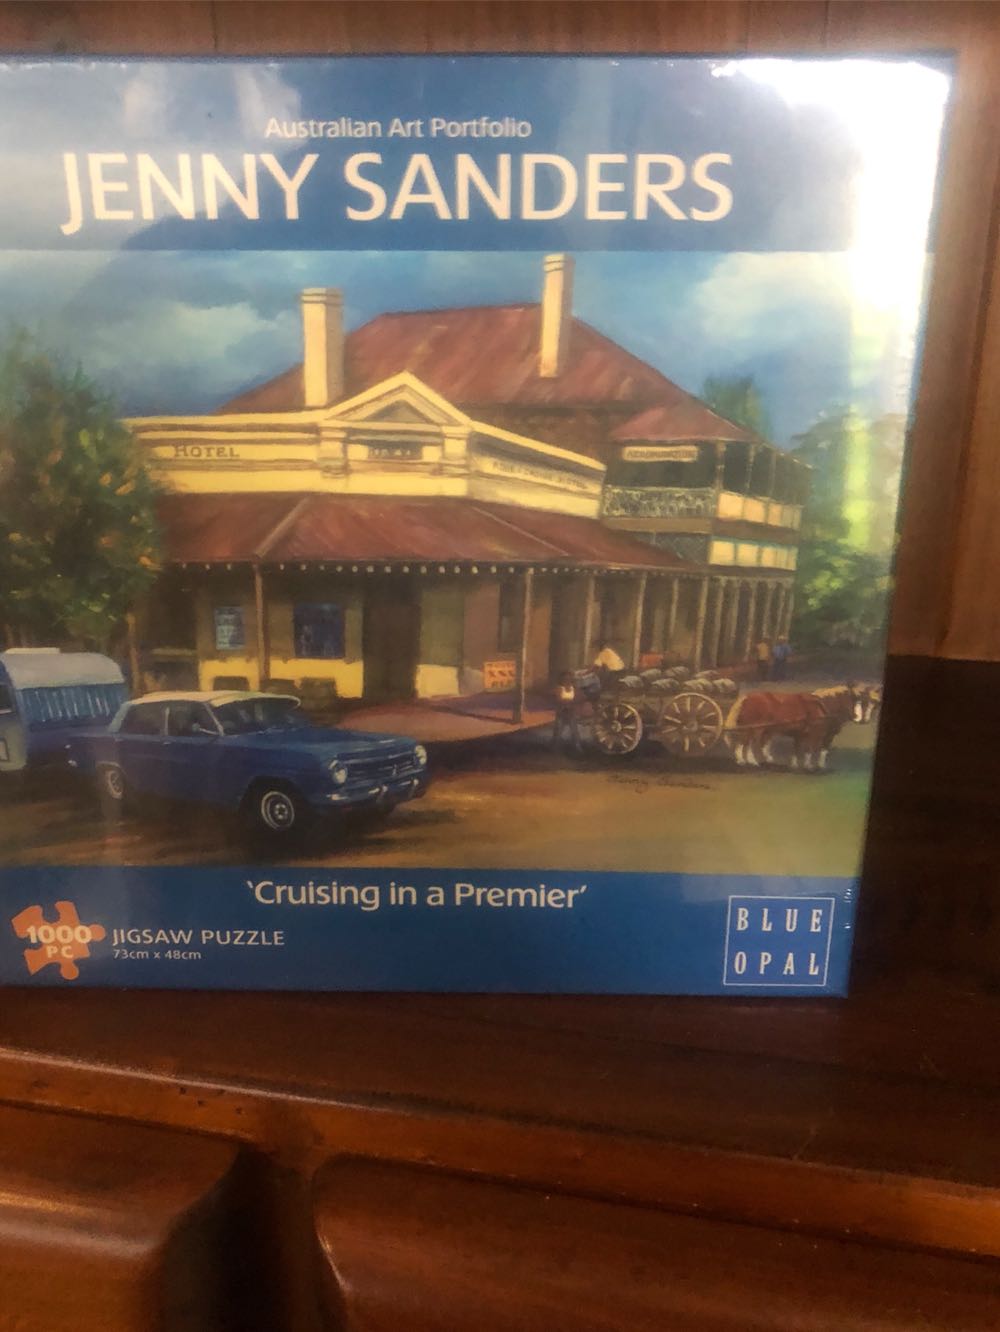 Australian Art Portfolio
JENNY SANDERS
HOTEL
'Cruising in a Premier'
1000
PC
JIGSAW PUZZLE
73cm x 48cm
BLUE
OPAL